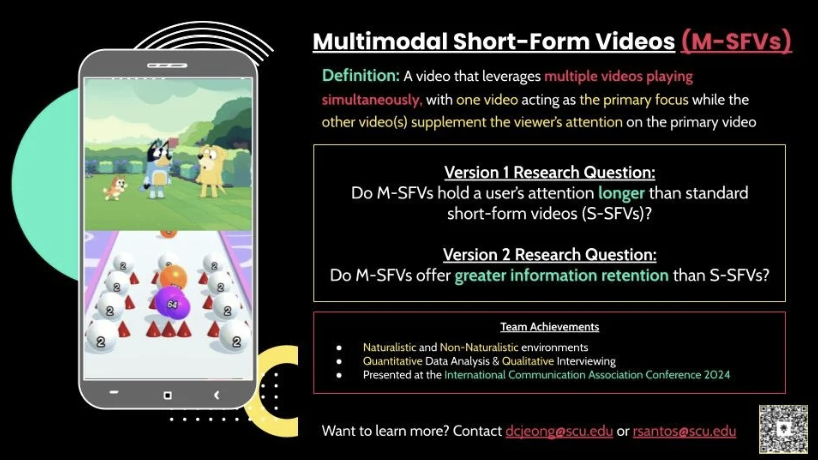 Multimodal Short-Form Videos (M-SFVs)
Definition: A video that leverages multiple videos playing
simultaneously, with one video acting as the primary focus while the
other video(s) supplement the viewer's attention on the primary video
Version 1 Research Question:
Do M-SFVs hold a user's attention longer than standard
short-form videos (S-SFVs)?
Version 2 Research Question:
Do M-SFVs offer greater information retention than S-SFVs?
Team Achievements
● Naturalistic and Non-Naturalistic environments
● Quantitative Data Analysis & Qualitative Interviewing
● Presented at the International Communication Association Conference 2024
Want to learn more? Contact dcjeong@scu.edu or rsantos@scu.edu
2 2
2 2
64
2 2
2 2